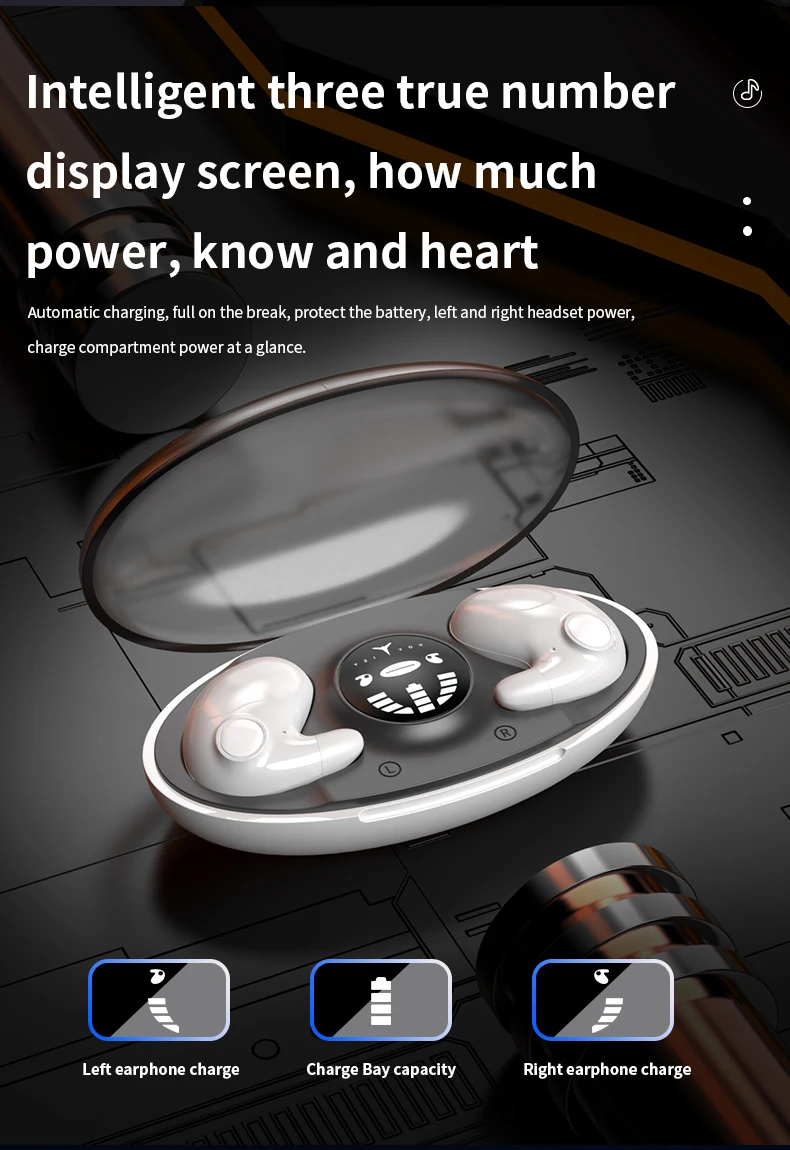 Intelligent three true number
display screen, how much
power, know and heart
Automatic charging, full on the break, protect the battery, left and right headset power,
charge compartment power at a glance.
L
R
Left earphone charge
Charge Bay capacity
Right earphone charge